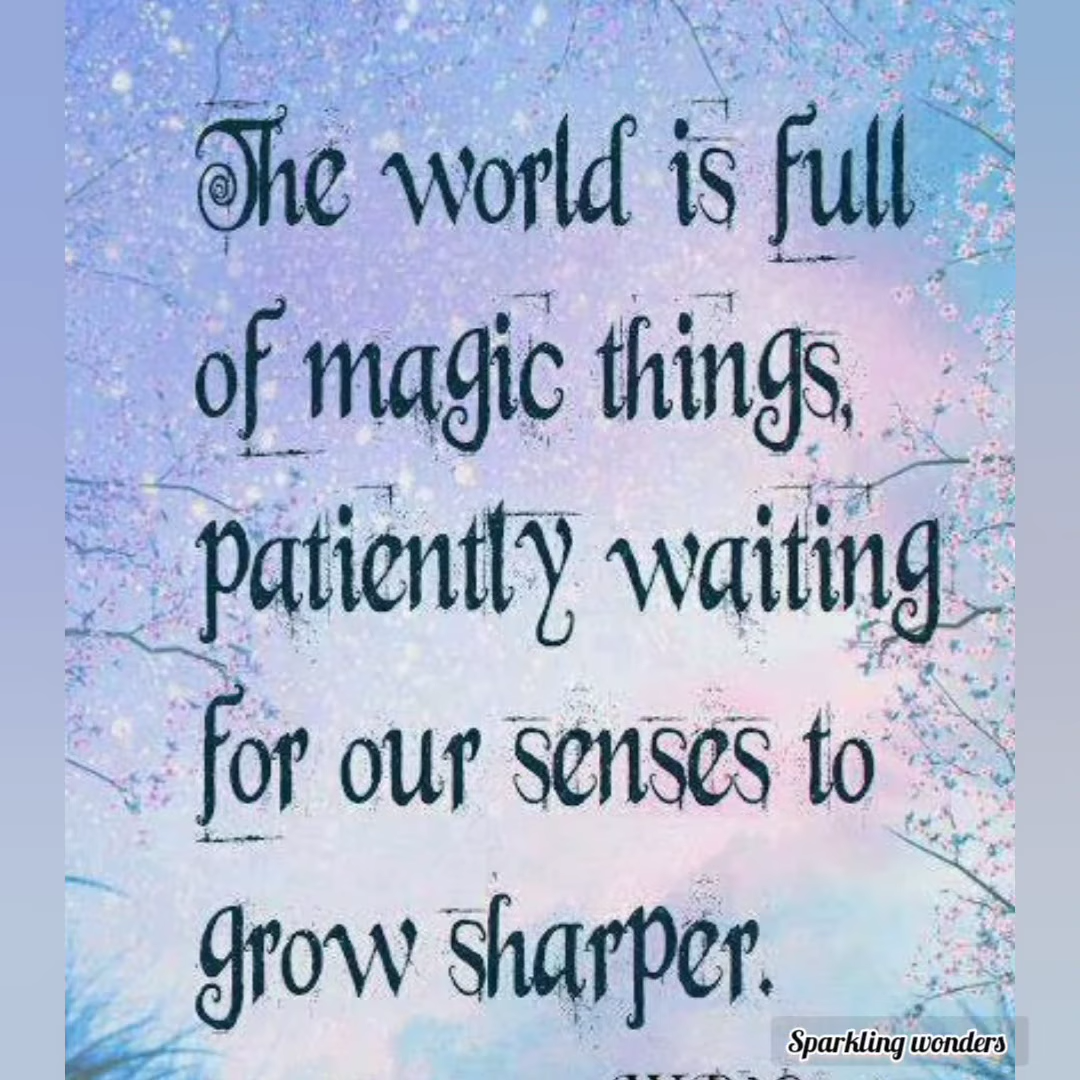 The world is full
of magic things,
patiently waiting
for our senses to
grow sharper.
Sparkling wonders